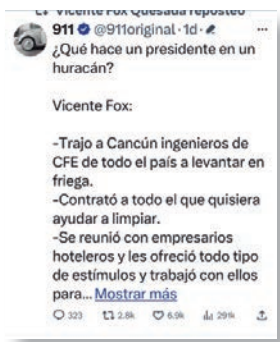 Vicente Fox Quesada reposteó
911 @911original·1d·
¿Qué hace un presidente en un
huracán?
Vicente Fox:
-Trajo a Cancún ingenieros de
CFE de todo el país a levantar en
friega.
-Contrató a todo el que quisiera
ayudar a limpiar.
-Se reunió con empresarios
hoteleros y les ofreció todo tipo
de estímulos y trabajó con ellos
para... Mostrar más
323 2.8k 6.9k 291k